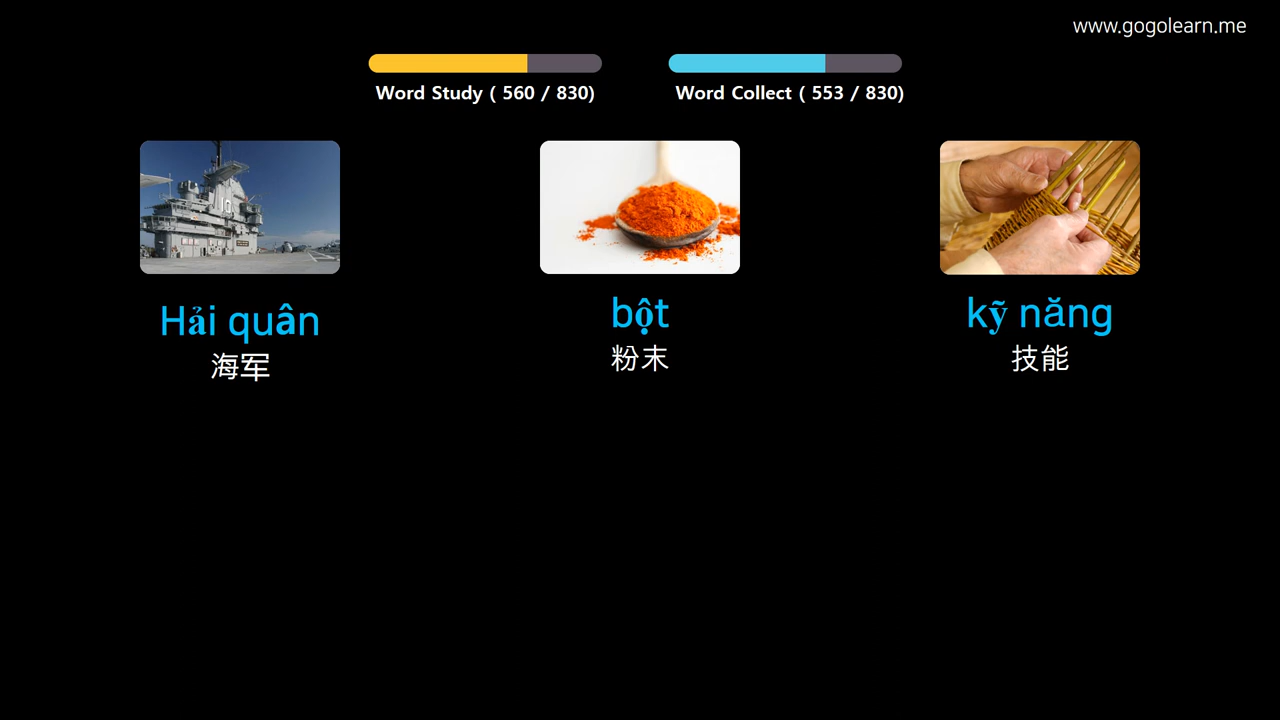 www.gogolearn.me
Word Study ( 560 / 830)
Word Collect ( 553 / 830)
Hải quân
海军
bột
粉末
kỹ năng
技能